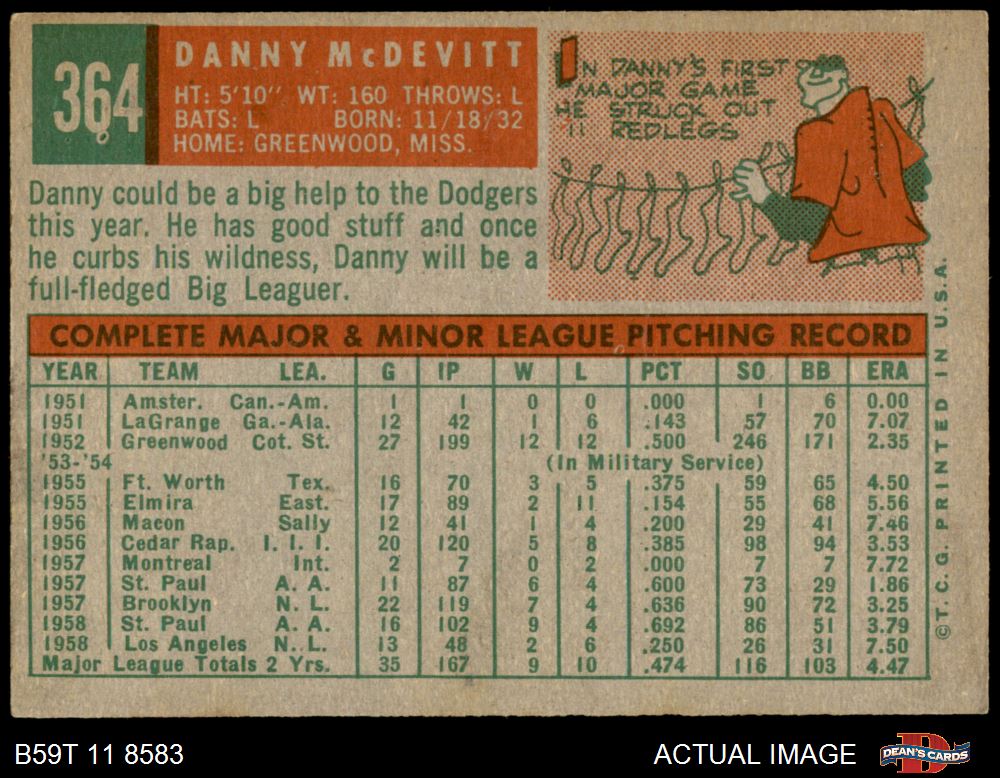 364
DANNY McDEVITT
HT: 5'10" WT: 160 THROWS: L
BATS: L BORN: 11/18/32
HOME: GREENWOOD, MISS.
IN DANNY'S FIRST
MAJOR GAME
HE STRUCK OUT
11 REDLEGS
Danny could be a big help to the Dodgers
this year. He has good stuff and once
he curbs his wildness, Danny will be a
full-fledged Big Leaguer.
COMPLETE MAJOR & MINOR LEAGUE PITCHING RECORD
YEAR TEAM LEA. G IP W L PCT SO BB ERA
1951 Amster. Can.-Am. 1 1 0 0 .000 1 6 0.00
1951 LaGrange Ga.-Ala. 12 42 1 6 .143 57 70 7.07
1952 Greenwood Cot. St. 27 199 12 12 .500 246 171 2.35
'53-'54 (In Military Service)
1955 Ft. Worth Tex. 16 70 3 5 .375 59 65 4.50
1955 Elmira East. 17 89 2 11 .154 55 68 5.56
1956 Macon Sally 12 41 1 4 .200 29 41 7.46
1956 Cedar Rap. I. I. I. 20 120 5 8 .385 98 94 3.53
1957 Montreal Int. 2 7 0 2 .000 7 7 7.72
1957 St. Paul A. A. 11 87 6 4 .600 73 29 1.86
1957 Brooklyn N. L. 22 119 7 4 .636 90 72 3.25
1958 St. Paul A. A. 16 102 9 4 .692 86 51 3.79
1958 Los Angeles N. L. 13 48 2 6 .250 26 31 7.50
Major League Totals 2 Yrs. 35 167 9 10 .474 116 103 4.47
©T.C.G. PRINTED IN U.S.A.
B59T 11 8583
ACTUAL IMAGE
D
DEAN'S CARDS